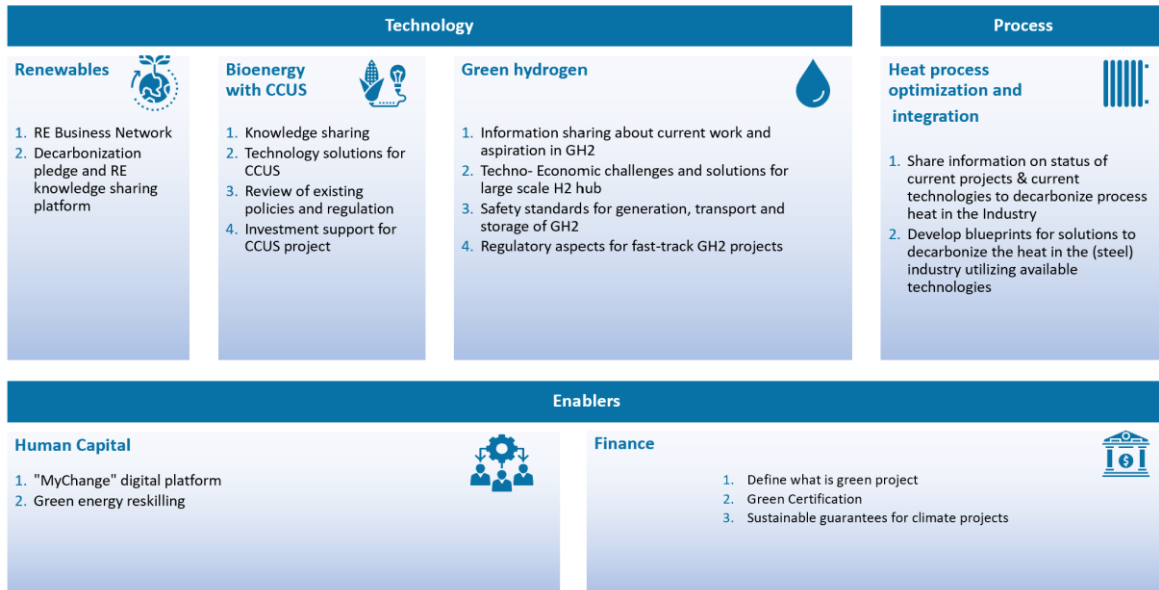 Technology
Renewables
1. RE Business Network
2. Decarbonization
pledge and RE
knowledge sharing
platform
Bioenergy
with CCUS
1. Knowledge sharing
2. Technology solutions for
CCUS
3. Review of existing
policies and regulation
4. Investment support for
CCUS project
Green hydrogen
1. Information sharing about current work and
aspiration in GH2
2. Techno- Economic challenges and solutions for
large scale H2 hub
3. Safety standards for generation, transport and
storage of GH2
4. Regulatory aspects for fast-track GH2 projects
Process
Heat process
optimization and
integration
1. Share information on status of
current projects & current
technologies to decarbonize process
heat in the Industry
2. Develop blueprints for solutions to
decarbonize the heat in the (steel)
industry utilizing available
technologies
Enablers
Human Capital
1. "MyChange" digital platform
2. Green energy reskilling
Finance
$
1. Define what is green project
2. Green Certification
3. Sustainable guarantees for climate projects